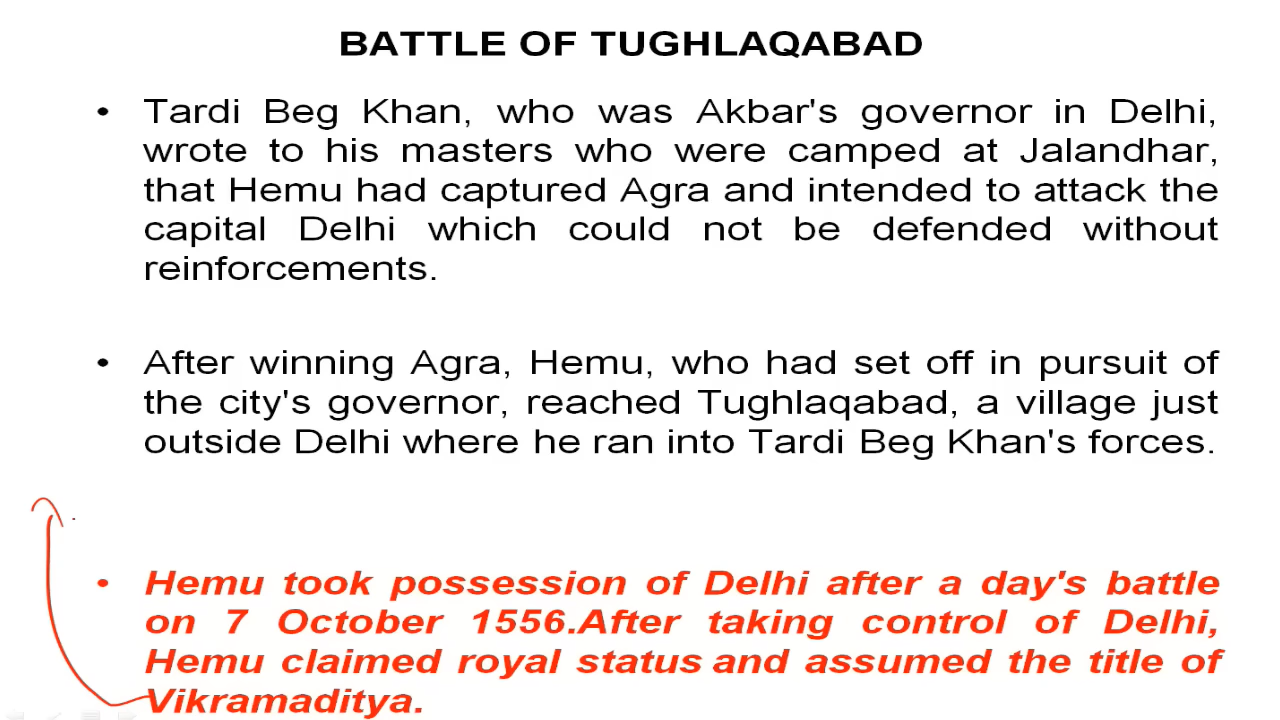 BATTLE OF TUGHLAQABAD
• Tardi Beg Khan, who was Akbar's governor in Delhi,
wrote to his masters who were camped at Jalandhar,
that Hemu had captured Agra and intended to attack the
capital Delhi which could not be defended without
reinforcements.
• After winning Agra, Hemu, who had set off in pursuit of
the city's governor, reached Tughlaqabad, a village just
outside Delhi where he ran into Tardi Beg Khan's forces.
• Hemu took possession of Delhi after a day's battle
on 7 October 1556.After taking control of Delhi,
Hemu claimed royal status and assumed the title of
Vikramaditya.